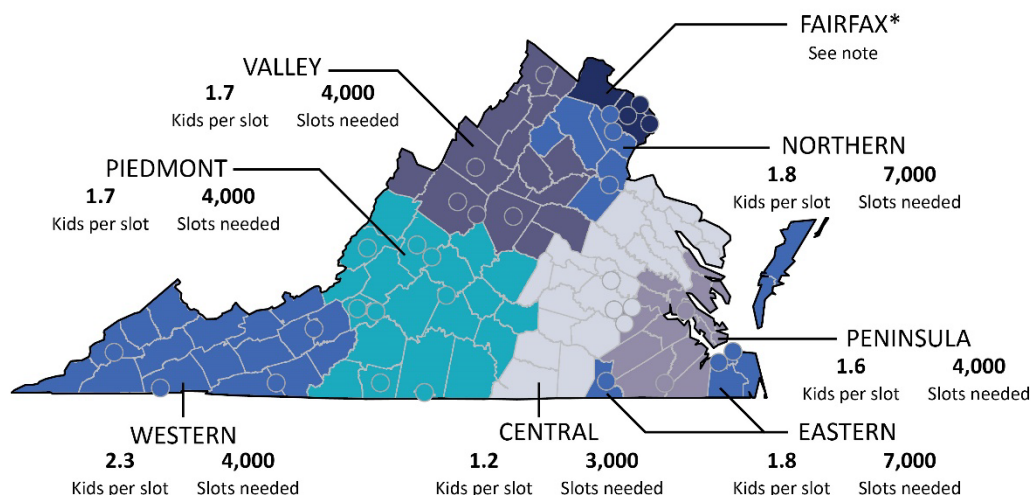 FAIRFAX*
See note
VALLEY
1.7 4,000
Kids per slot Slots needed
NORTHERN
1.8 7,000
Kids per slot Slots needed
PIEDMONT
1.7 4,000
Kids per slot Slots needed
PENINSULA
1.6 4,000
Kids per slot Slots needed
WESTERN
2.3 4,000
Kids per slot Slots needed
CENTRAL
1.2 3,000
Kids per slot Slots needed
EASTERN
1.8 7,000
Kids per slot Slots needed